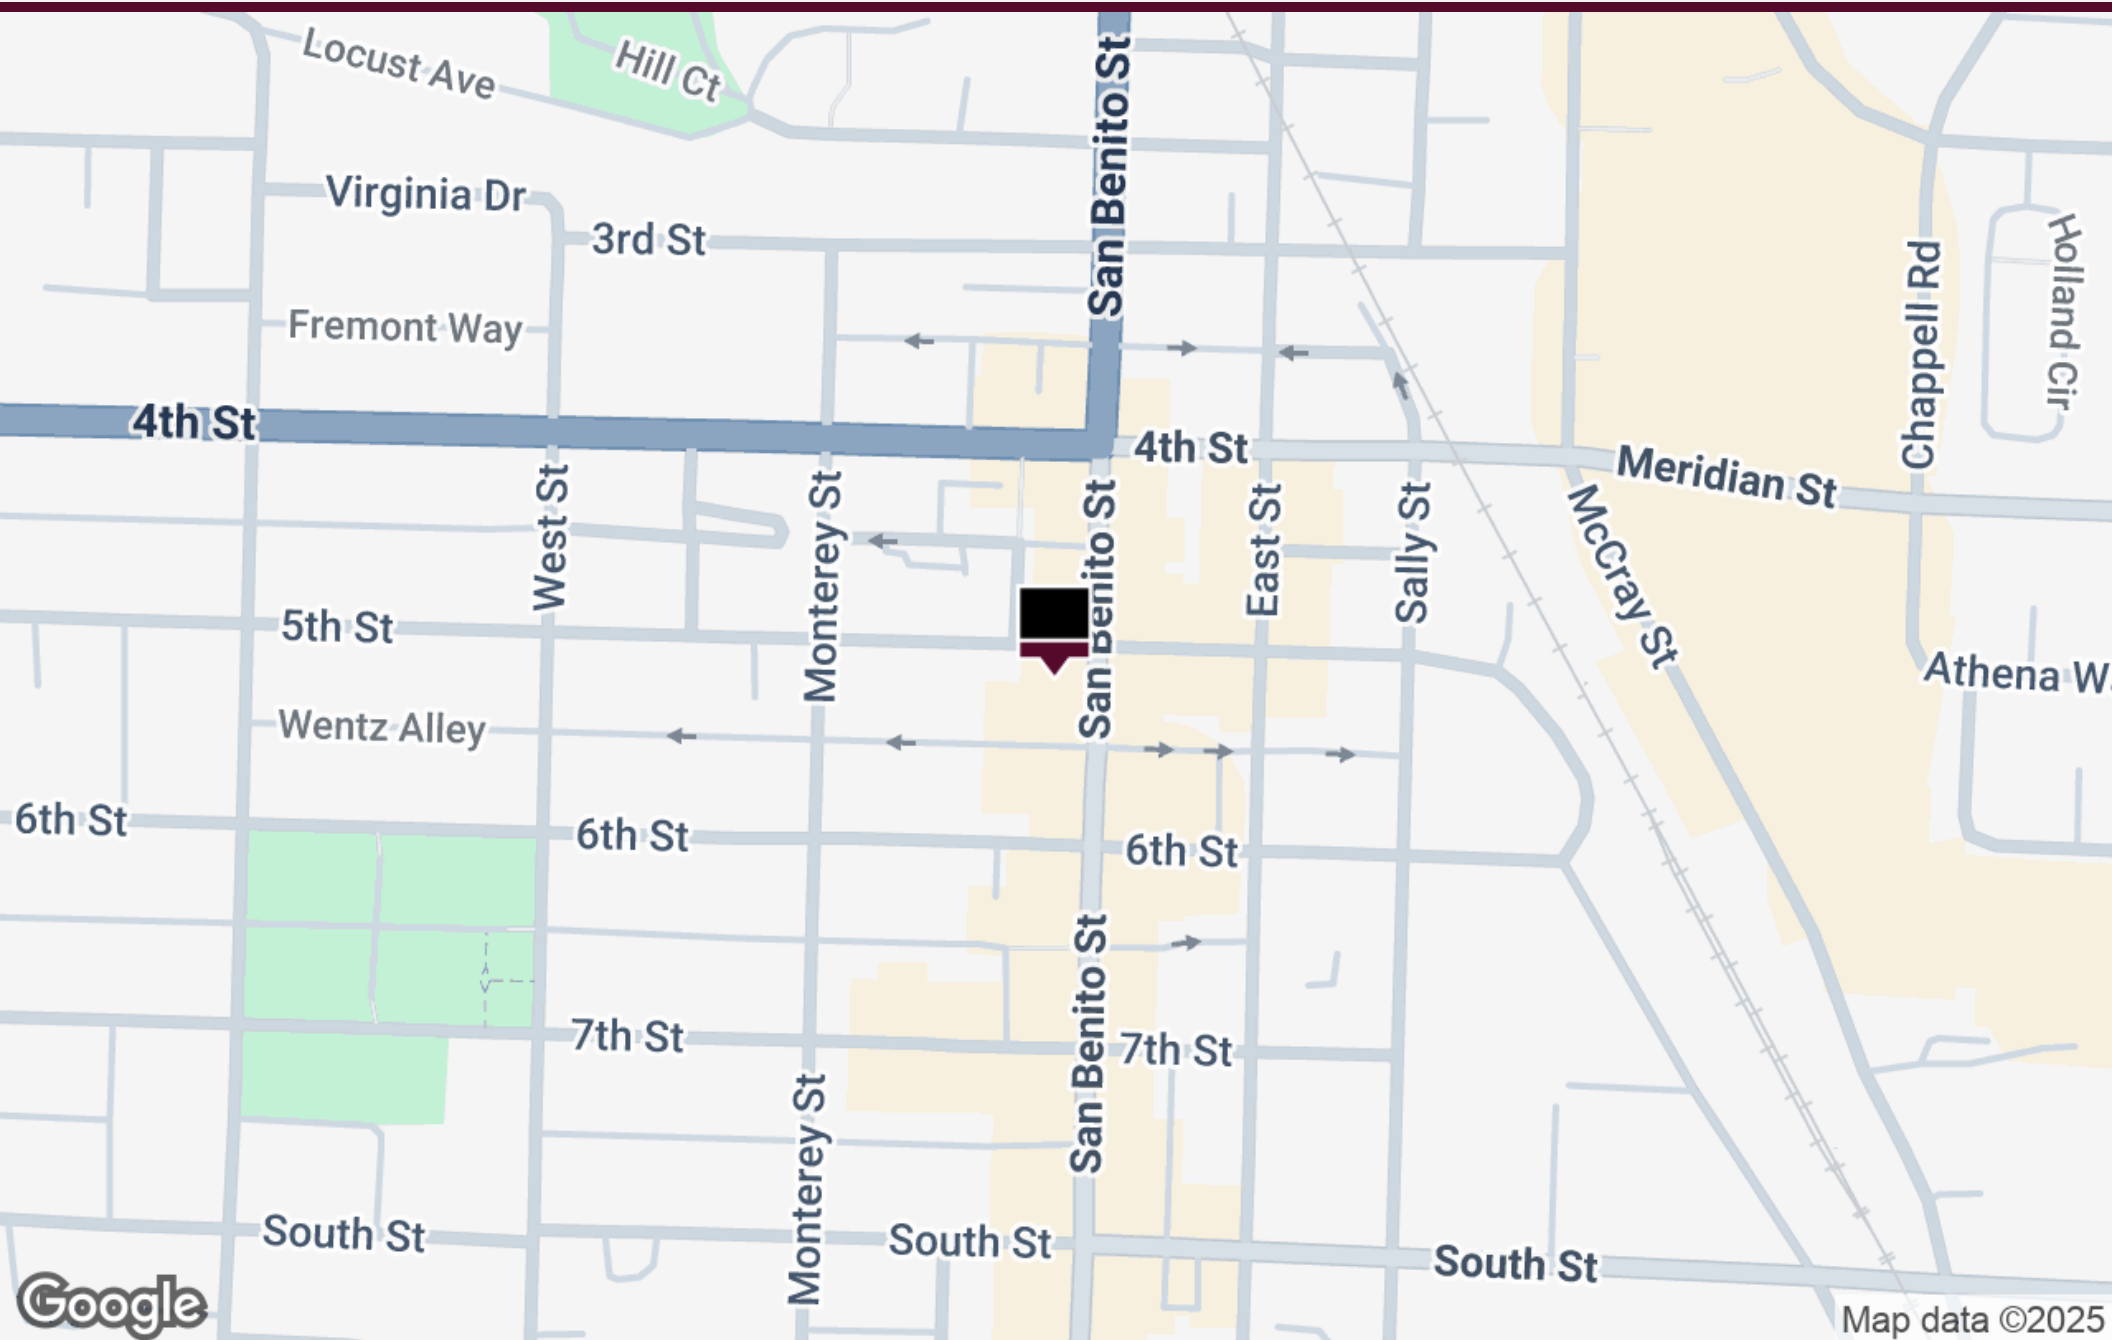 Locust Ave
Hill Ct
San Benito St
Virginia Dr
3rd St
Holland Cir
Chappell Rd
Fremont Way
4th St
4th St
Meridian St
West St
Monterey St
San Benito St
East St
Sally St
McCray St
5th St
Athena W.
Wentz Alley
6th St
6th St
6th St
San Benito St
7th St
7th St
Monterey St
South St
South St
South St
Google
Map data ©2025